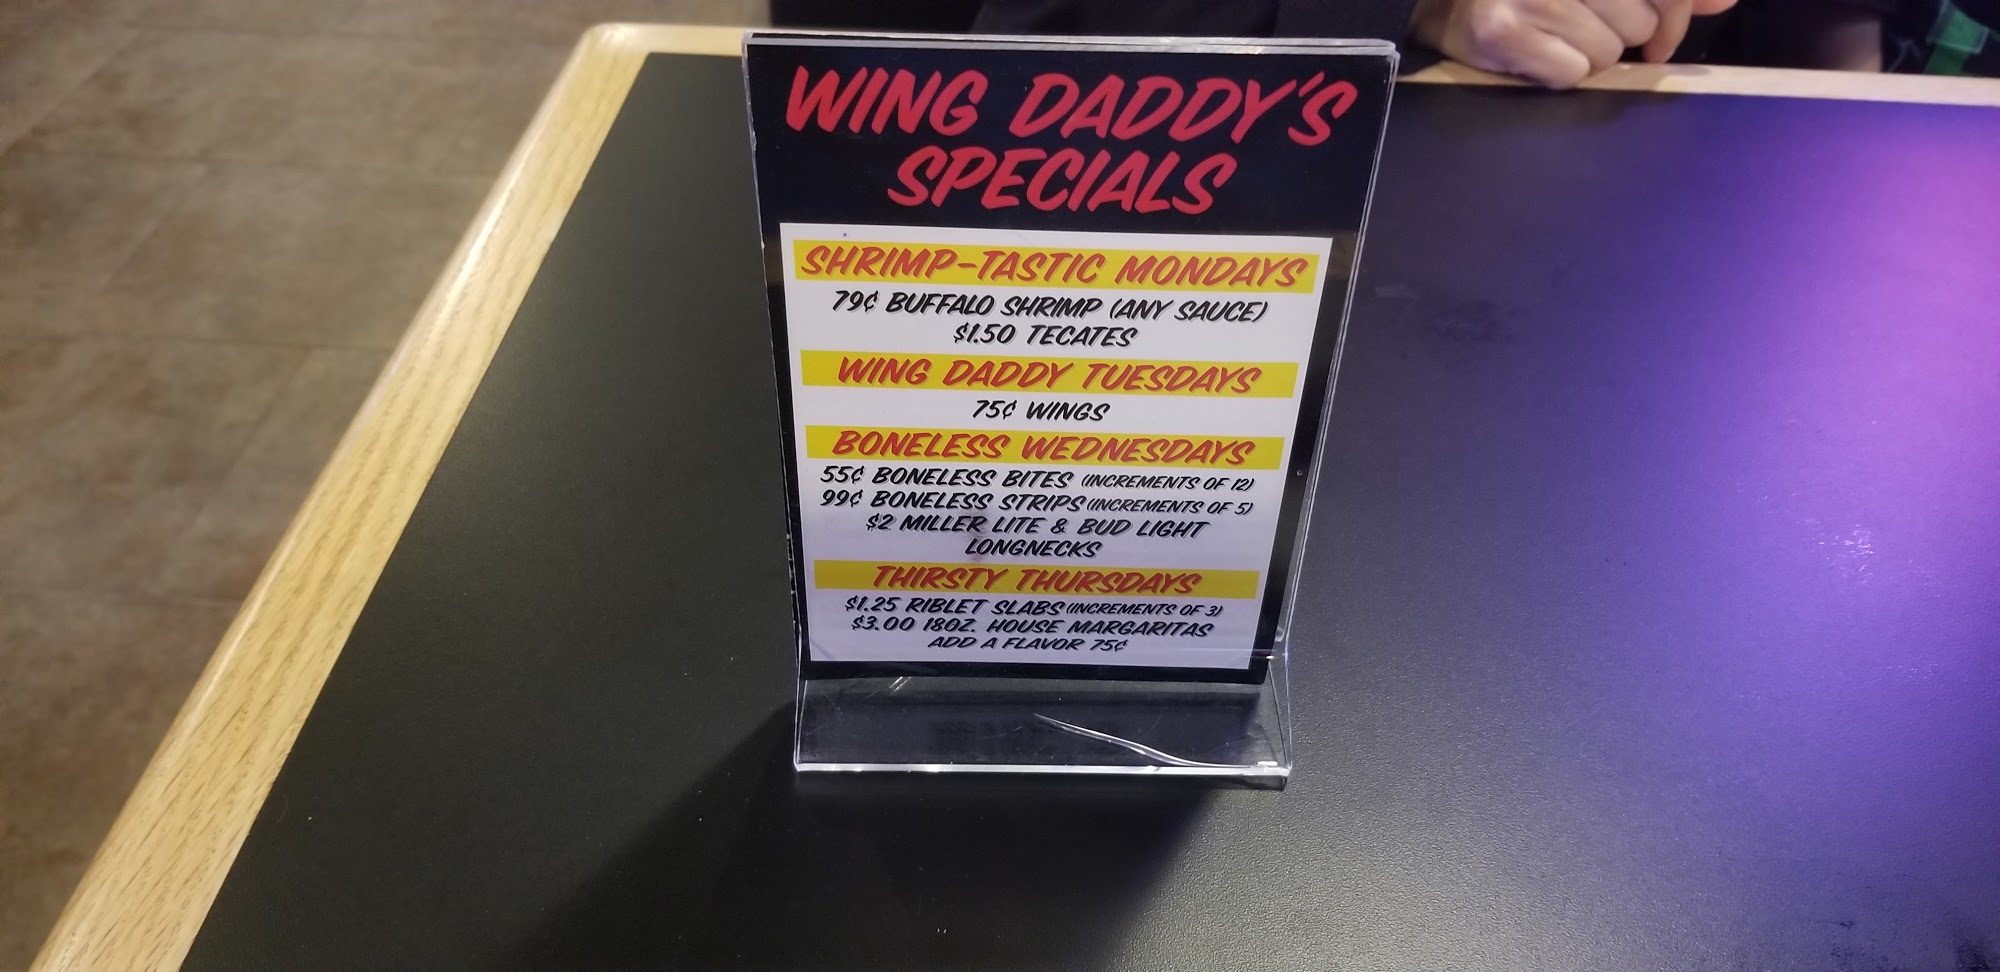 WING DADDY'S
SPECIALS
SHRIMP-TASTIC MONDAYS
79¢ BUFFALO SHRIMP (ANY SAUCE)
$1.50 TECATES
WING DADDY TUESDAYS
75¢ WINGS
BONELESS WEDNESDAYS
55¢ BONELESS BITES (INCREMENTS OF 12)
99¢ BONELESS STRIPS (INCREMENTS OF 5)
$2 MILLER LITE & BUD LIGHT
LONGNECKS
THIRSTY THURSDAYS
$1.25 RIBLET SLABS (INCREMENTS OF 3)
$3.00 18OZ. HOUSE MARGARITAS
ADD A FLAVOR 75¢